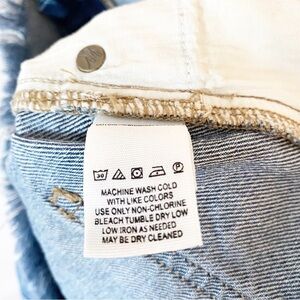 30
P
MACHINE WASH COLD
WITH LIKE COLORS
USE ONLY NON-CHLORINE
BLEACH TUMBLE DRY LOW
LOW IRON AS NEEDED
MAY BE DRY CLEANED